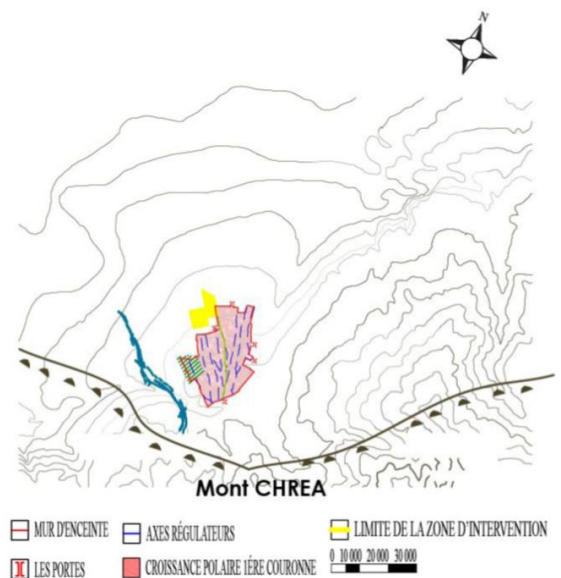 N
Mont CHREA
MUR D'ENCEINTE
AXES RÉGULATEURS
LIMITE DE LA ZONE D'INTERVENTION
LES PORTES
CROISSANCE POLAIRE 1ÉRE COURONNE
0 10 000 20 000 30 000